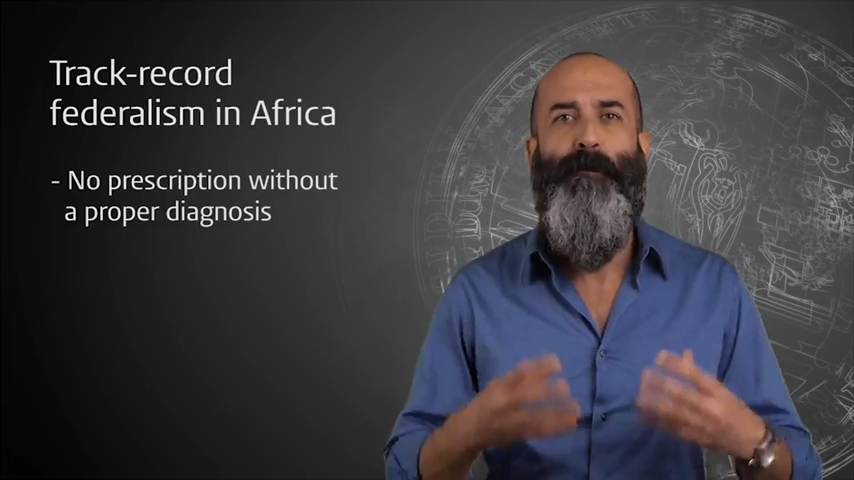 Track-record
federalism in Africa
- No prescription without
a proper diagnosis